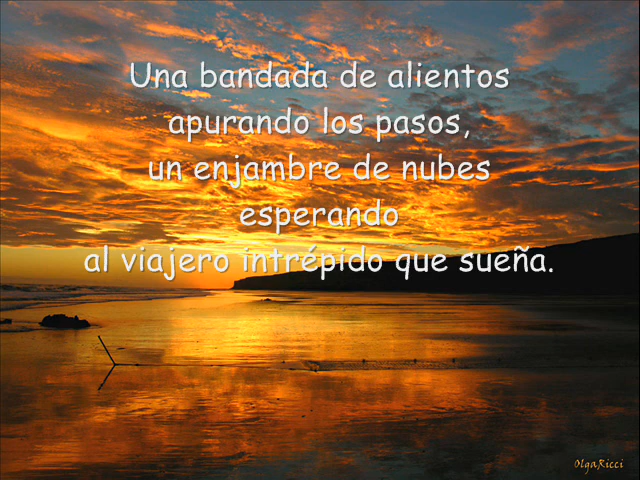 Una bandada de alientos
apurando los pasos,
un enjambre de nubes
esperando
al viajero intrépido que sueña.
OlgaRicci